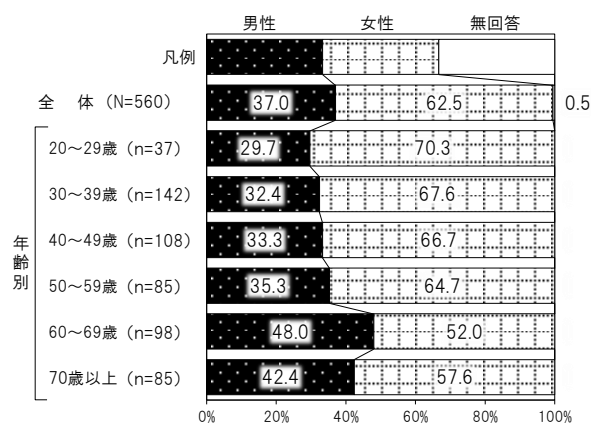 男性 女性 無回答
凡例
全 体 (N=560) 37.0 62.5 0.5
20～29歳 (n=37) 29.7 70.3
30～39歳 (n=142) 32.4 67.6
40～49歳 (n=108) 33.3 66.7
50～59歳 (n=85) 35.3 64.7
60～69歳 (n=98) 48.0 52.0
70歳以上 (n=85) 42.4 57.6
年齢別
0% 20% 40% 60% 80% 100%